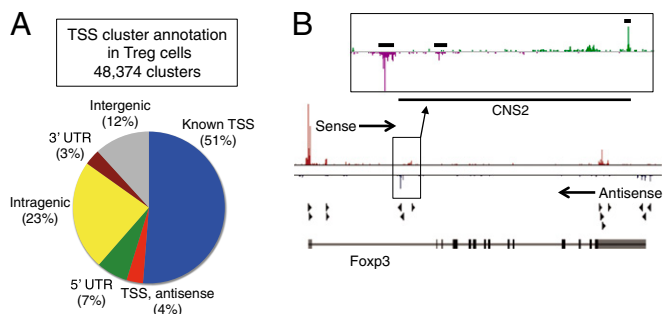 A
TSS cluster annotation
in Treg cells
48,374 clusters
Intergenic
(12%)
3' UTR
(3%)
Known TSS
(51%)
Intragenic
(23%)
5' UTR
(7%)
TSS, antisense
(4%)
B
CNS2
Sense
Antisense
Foxp3